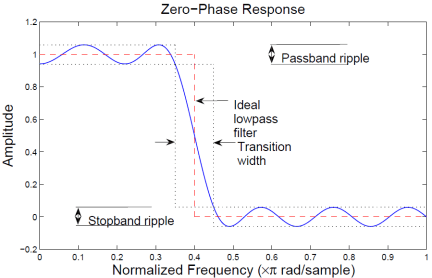 Zero−Phase Response
Amplitude
1.2
1
0.8
0.6
0.4
0.2
0
−0.2
Passband ripple
Ideal
lowpass
filter
Transition
width
Stopband ripple
0 0.1 0.2 0.3 0.4 0.5 0.6 0.7 0.8 0.9 1
Normalized Frequency (×π rad/sample)